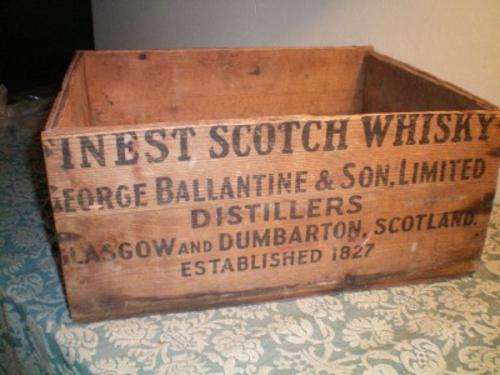 FINEST SCOTCH WHISKY
GEORGE BALLANTINE & SON, LIMITED
DISTILLERS
GLASGOW AND DUMBARTON, SCOTLAND.
ESTABLISHED 1827